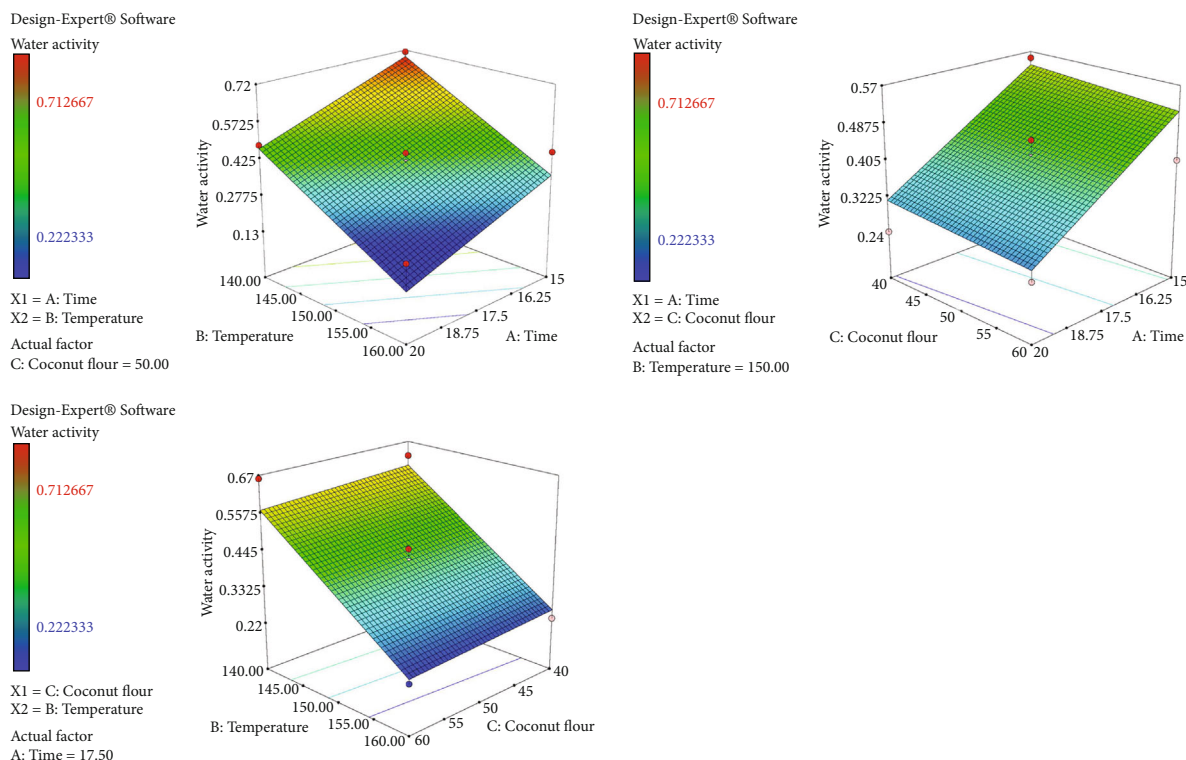 Design-Expert® Software
Water activity
0.712667
0.222333
X1 = A: Time
X2 = B: Temperature
Actual factor
C: Coconut flour = 50.00
Water activity
0.72
0.5725
0.425
0.2775
0.13
140.00
145.00
150.00
155.00
160.00
B: Temperature
20
18.75
17.5
16.25
15
A: Time
Design-Expert® Software
Water activity
0.712667
0.222333
X1 = A: Time
X2 = C: Coconut flour
Actual factor
B: Temperature = 150.00
Water activity
0.57
0.4875
0.405
0.3225
0.24
40
45
50
55
60
C: Coconut flour
20
18.75
17.5
16.25
15
A: Time
Design-Expert® Software
Water activity
0.712667
0.222333
X1 = C: Coconut flour
X2 = B: Temperature
Actual factor
A: Time = 17.50
Water activity
0.67
0.5575
0.445
0.3325
0.22
140.00
145.00
150.00
155.00
160.00
B: Temperature
60
55
50
45
40
C: Coconut flour